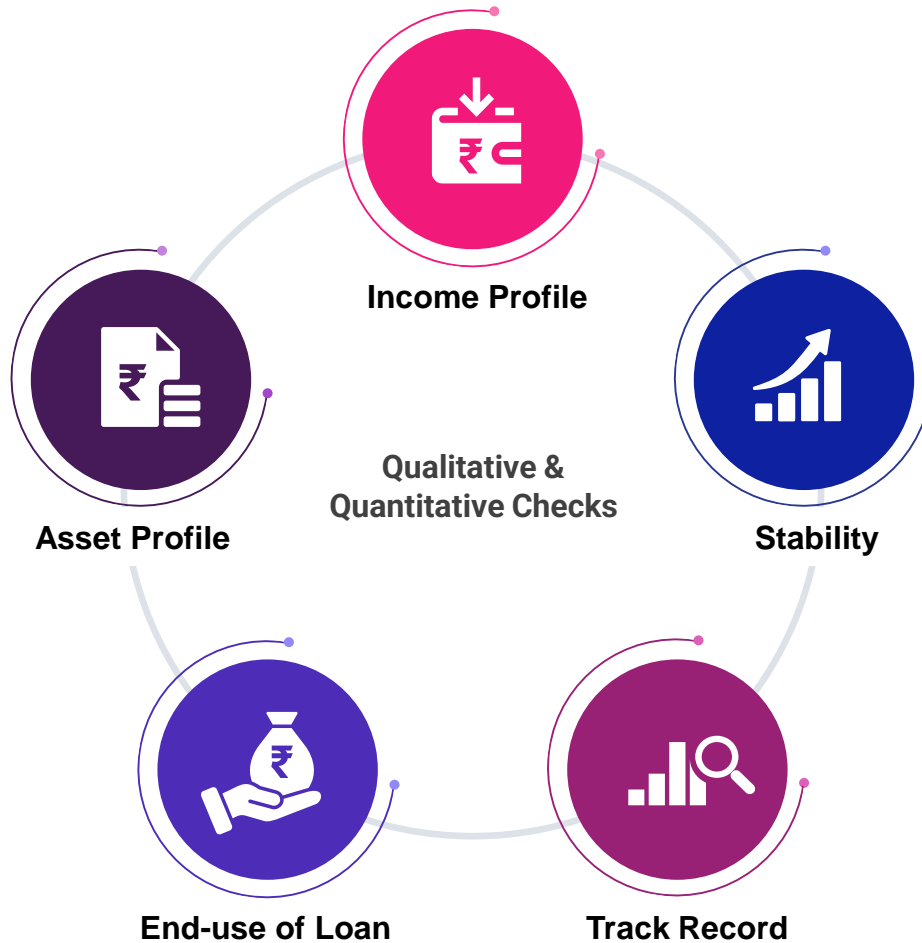 ₹
Income Profile
₹
Asset Profile
Qualitative &
Quantitative Checks
Stability
₹
End-use of Loan
Track Record